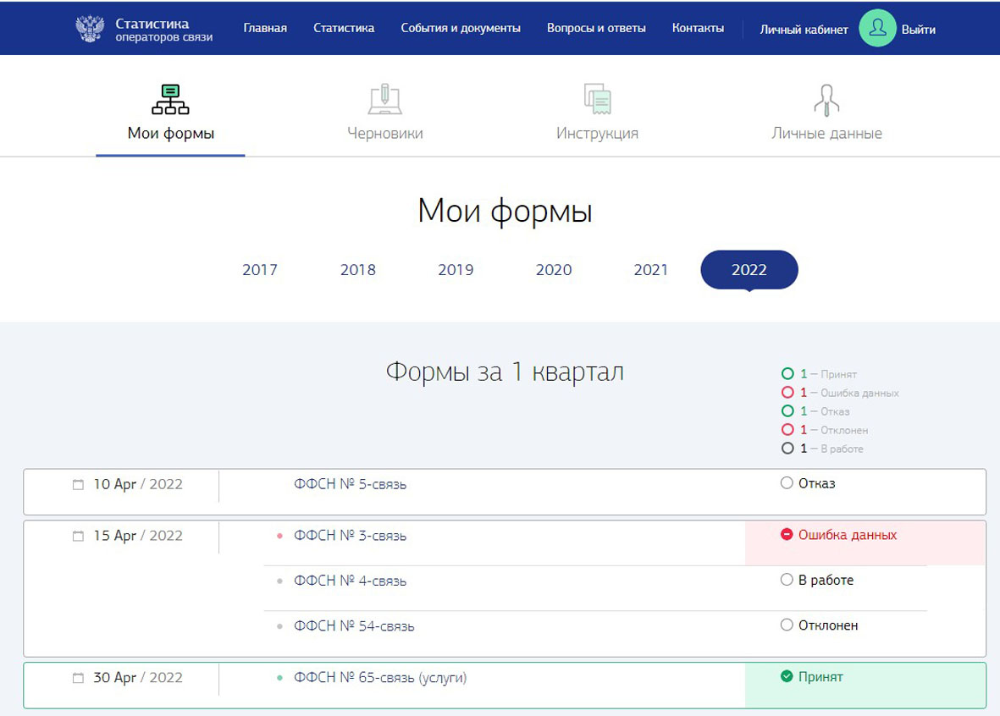 Статистика
операторов связи
Главная
Статистика
События и документы
Вопросы и ответы
Контакты
Личный кабинет
Выйти
Мои формы
Черновики
Инструкция
Личные данные
Мои формы
2017
2018
2019
2020
2021
2022
Формы за 1 квартал
1 — Принят
1 — Ошибка данных
1 — Отказ
1 — Отклонен
1 — В работе
10 Apr / 2022
ФФСН № 5-связь
Отказ
15 Apr / 2022
ФФСН № 3-связь
Ошибка данных
ФФСН № 4-связь
В работе
ФФСН № 54-связь
Отклонен
30 Apr / 2022
ФФСН № 65-связь (услуги)
Принят